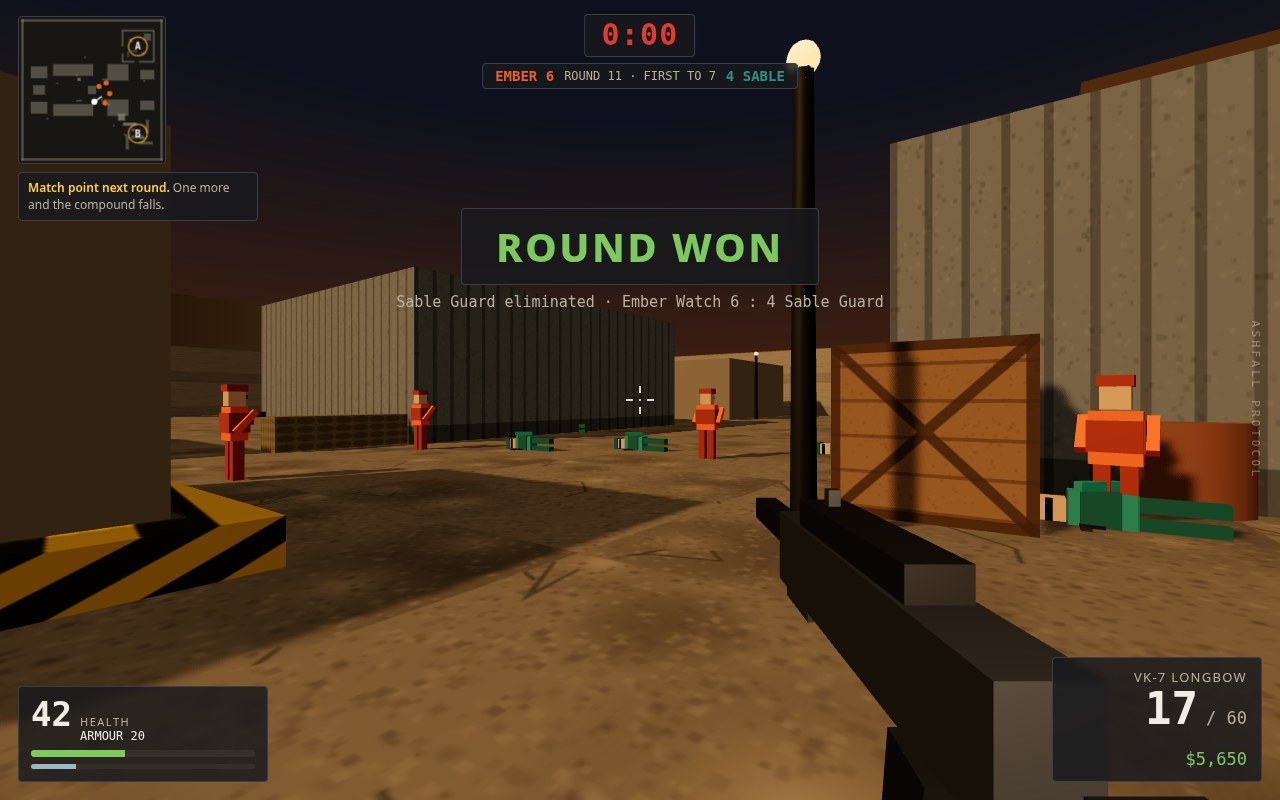 0:00
EMBER 6 ROUND 11 · FIRST TO 7 4 SABLE
A
B
Match point next round. One more
and the compound falls.
ROUND WON
Sable Guard eliminated · Ember Watch 6 : 4 Sable Guard
ASHFALL PROTOCOL
42 HEALTH
ARMOUR 20
VK-7 LONGBOW
17 / 60
$5,650